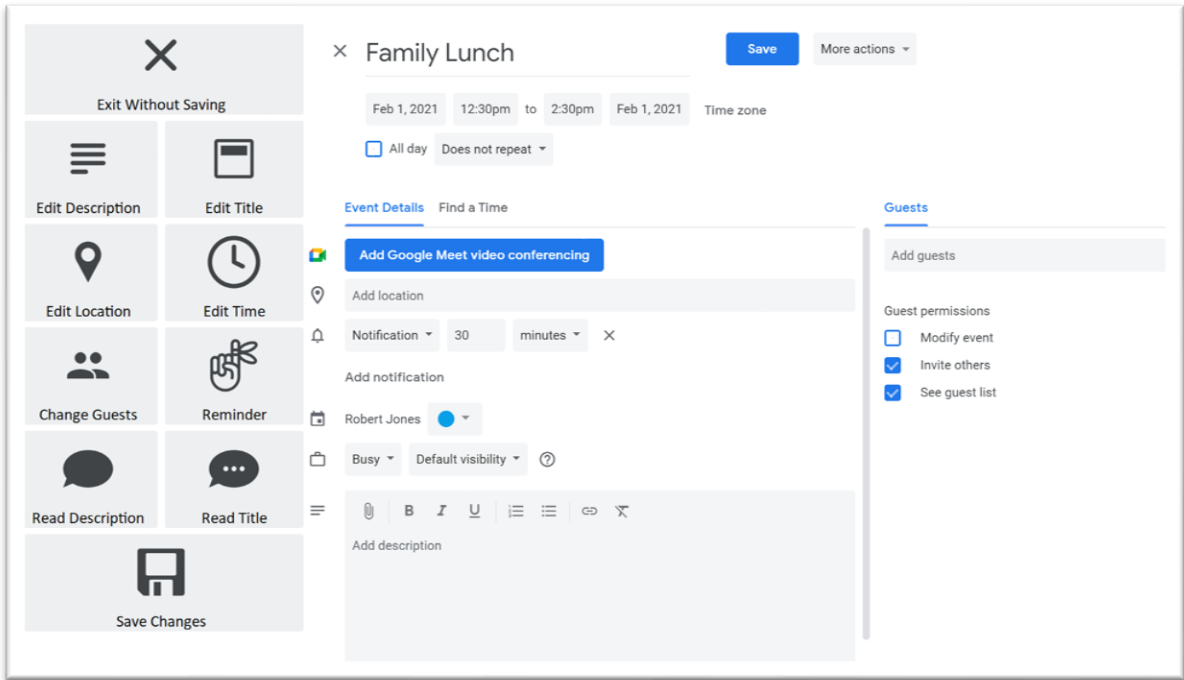 Exit Without Saving
Edit Description
Edit Title
Edit Location
Edit Time
Change Guests
Reminder
Read Description
Read Title
Save Changes
Family Lunch
Save
More actions
Feb 1, 2021 12:30pm to 2:30pm Feb 1, 2021 Time zone
All day Does not repeat
Event Details Find a Time
Add Google Meet video conferencing
Add location
Notification 30 minutes
Add notification
Robert Jones
Busy Default visibility
B I U
Add description
Guests
Add guests
Guest permissions
Modify event
Invite others
See guest list